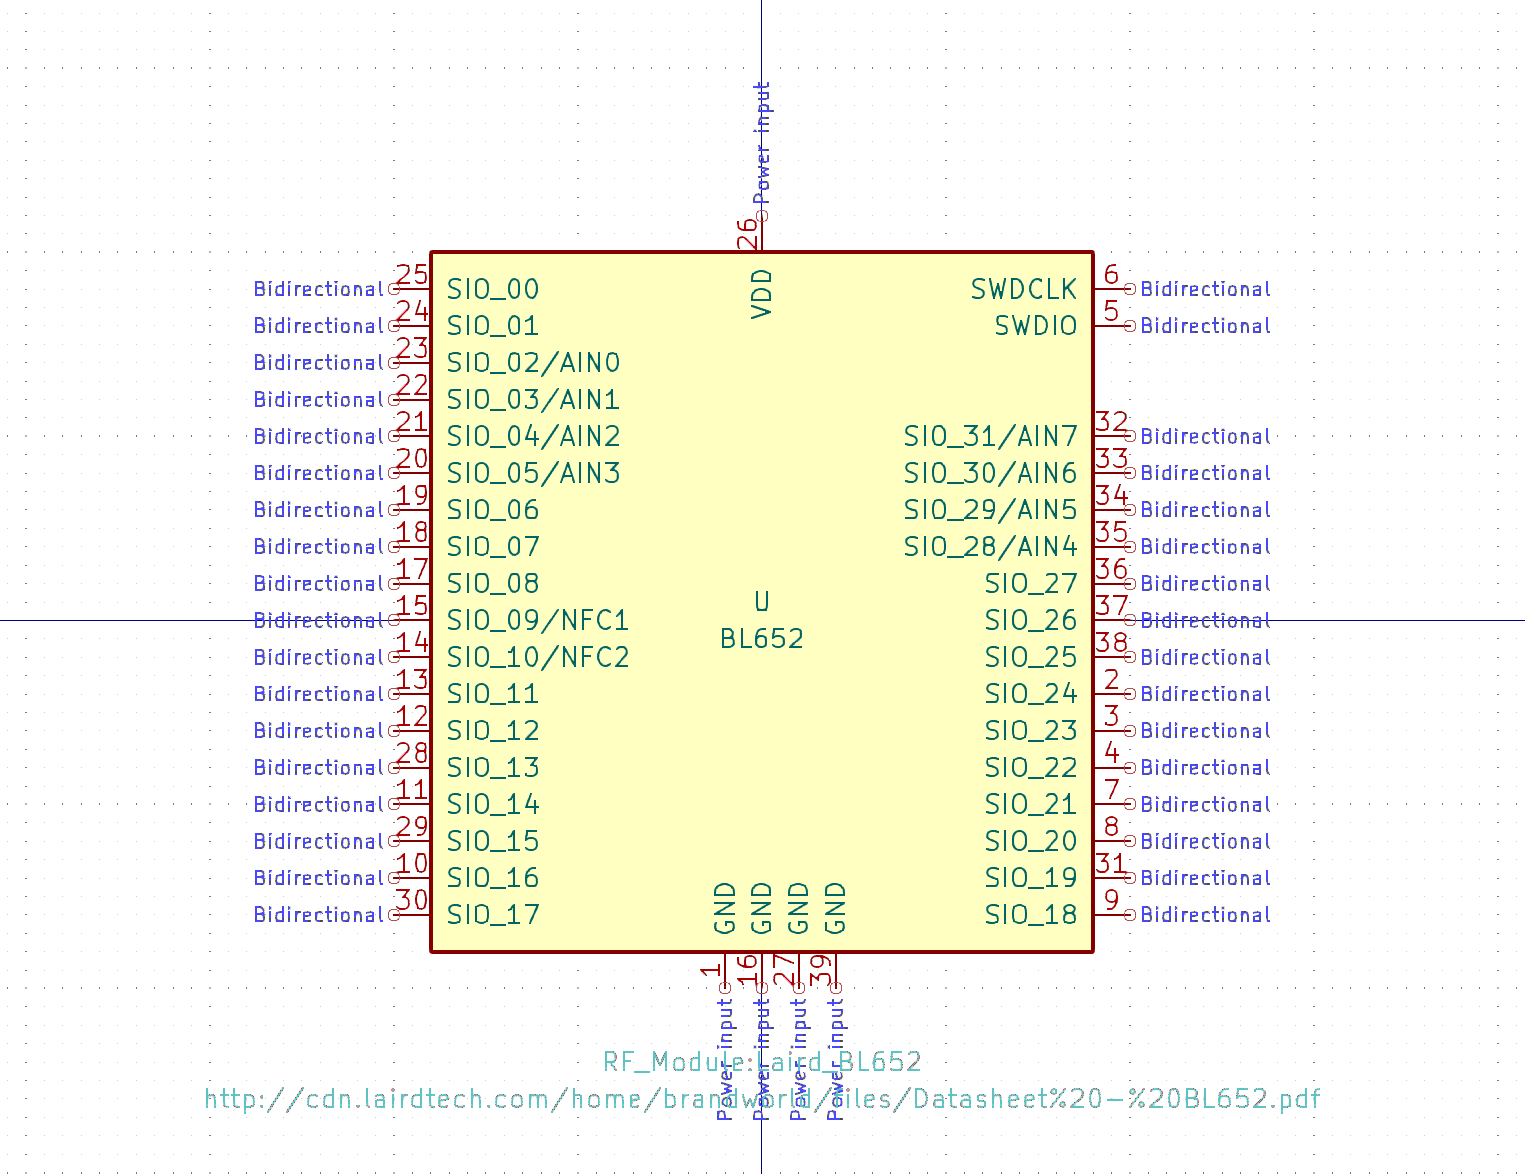 Power input
26
VDD
Bidirectional 25 SIO_00 SWDCLK 6 Bidirectional
Bidirectional 24 SIO_01 SWDIO 5 Bidirectional
Bidirectional 23 SIO_02/AIN0
Bidirectional 22 SIO_03/AIN1
Bidirectional 21 SIO_04/AIN2 SIO_31/AIN7 32 Bidirectional
Bidirectional 20 SIO_05/AIN3 SIO_30/AIN6 33 Bidirectional
Bidirectional 19 SIO_06 SIO_29/AIN5 34 Bidirectional
Bidirectional 18 SIO_07 SIO_28/AIN4 35 Bidirectional
Bidirectional 17 SIO_08 SIO_27 36 Bidirectional
U
Bidirectional 15 SIO_09/NFC1 SIO_26 37 Bidirectional
BL652
Bidirectional 14 SIO_10/NFC2 SIO_25 38 Bidirectional
Bidirectional 13 SIO_11 SIO_24 2 Bidirectional
Bidirectional 12 SIO_12 SIO_23 3 Bidirectional
Bidirectional 28 SIO_13 SIO_22 4 Bidirectional
Bidirectional 11 SIO_14 SIO_21 7 Bidirectional
Bidirectional 29 SIO_15 SIO_20 8 Bidirectional
Bidirectional 10 SIO_16 SIO_19 31 Bidirectional
Bidirectional 30 SIO_17 SIO_18 9 Bidirectional
GND GND GND GND
1 16 27 39
Power input Power input Power input Power input
RF_Module:Laird_BL652
http://cdn.lairdtech.com/home/brandworld/files/Datasheet%20-%20BL652.pdf